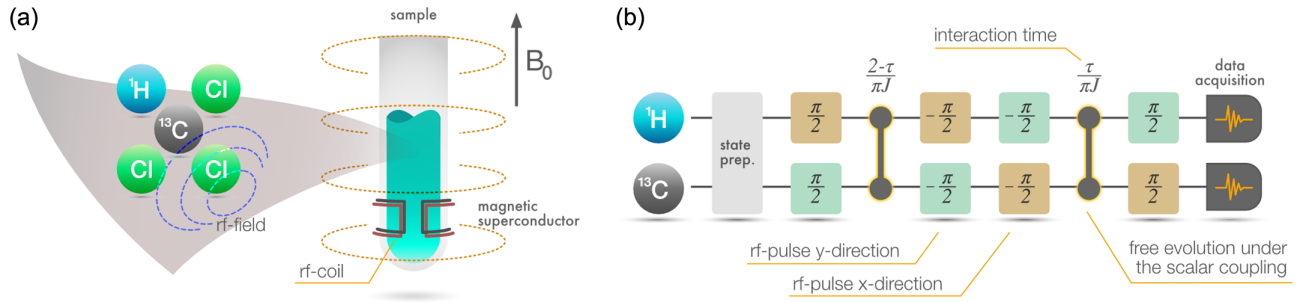 (a)
sample
B₀
¹H
Cl
¹³C
Cl
Cl
rf-field
magnetic
superconductor
rf-coil
(b)
interaction time
2-τ
πJ
τ
πJ
data
acquisition
¹H
state
prep.
π
2
-π
2
-π
2
π
2
¹³C
π
2
-π
2
-π
2
π
2
rf-pulse y-direction
rf-pulse x-direction
free evolution under
the scalar coupling